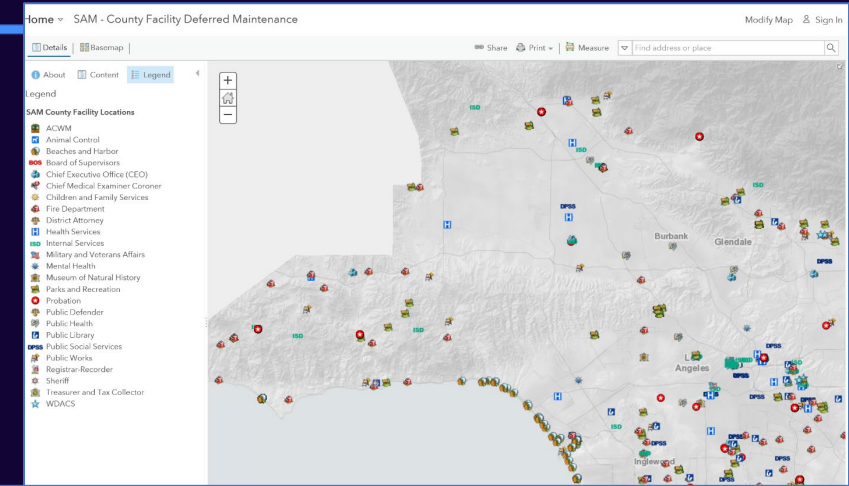 Home SAM - County Facility Deferred Maintenance Modify Map Sign In
Details Basemap Share Print Measure Find address or place
About Content Legend
Legend
SAM County Facility Locations
ACWM
Animal Control
Beaches and Harbor
BOS Board of Supervisors
Chief Executive Office (CEO)
Chief Medical Examiner Coroner
Children and Family Services
Fire Department
District Attorney
Health Services
ISD Internal Services
Military and Veterans Affairs
Mental Health
Museum of Natural History
Parks and Recreation
Probation
Public Defender
Public Health
Public Library
DPSS Public Social Services
Public Works
Registrar-Recorder
Sheriff
Treasurer and Tax Collector
WDACS
ISD
H
ISD
ISD
DPSS
H
H
Burbank
Glendale
DPSS
ISD
ISD
ISD
DPSS
Los
Angeles
DPSS
H
H
DPSS
H
ISD
H
DPSS
DPSS
DPSS
Inglewood
DPSS